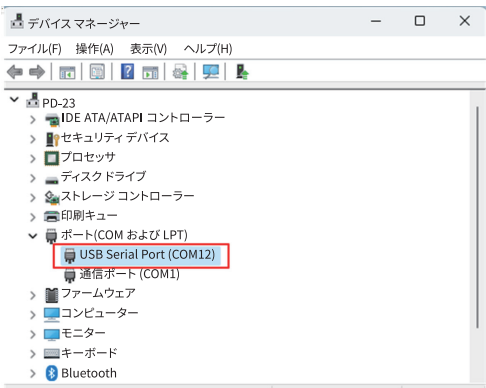 デバイス マネージャー
ファイル(F) 操作(A) 表示(V) ヘルプ(H)
PD-23
IDE ATA/ATAPI コントローラー
セキュリティ デバイス
プロセッサ
ディスク ドライブ
ストレージ コントローラー
印刷キュー
ポート(COM および LPT)
USB Serial Port (COM12)
通信ポート (COM1)
ファームウェア
コンピューター
モニター
キーボード
Bluetooth